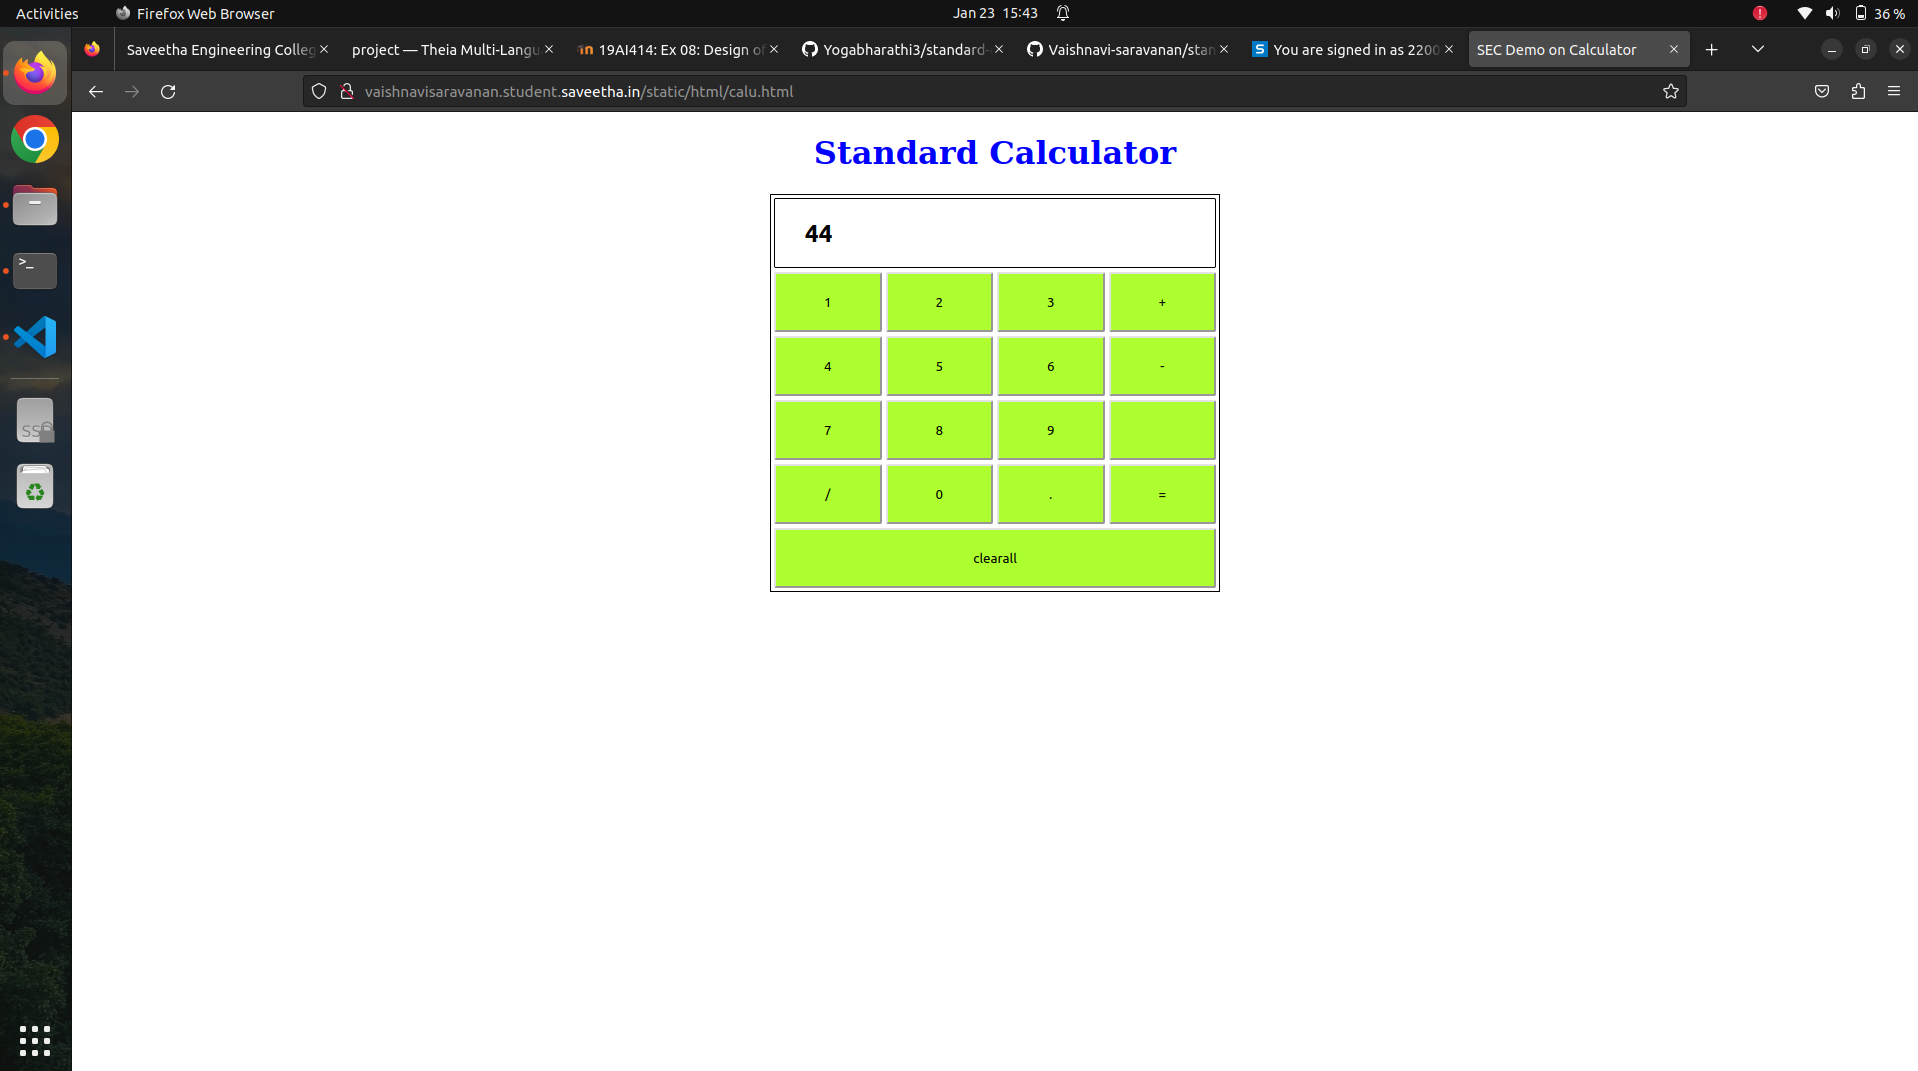 Activities Firefox Web Browser Jan 23 15:43 36 %
Saveetha Engineering Colleg project — Theia Multi-Langu 19AI414: Ex 08: Design of Yogabharathi3/standard- Vaishnavi-saravanan/stan You are signed in as 2200 SEC Demo on Calculator
vaishnavisaravanan.student.saveetha.in/static/html/calu.html
Standard Calculator
44
1 2 3 +
4 5 6 -
7 8 9
/ 0 . =
clearall
>_
SS